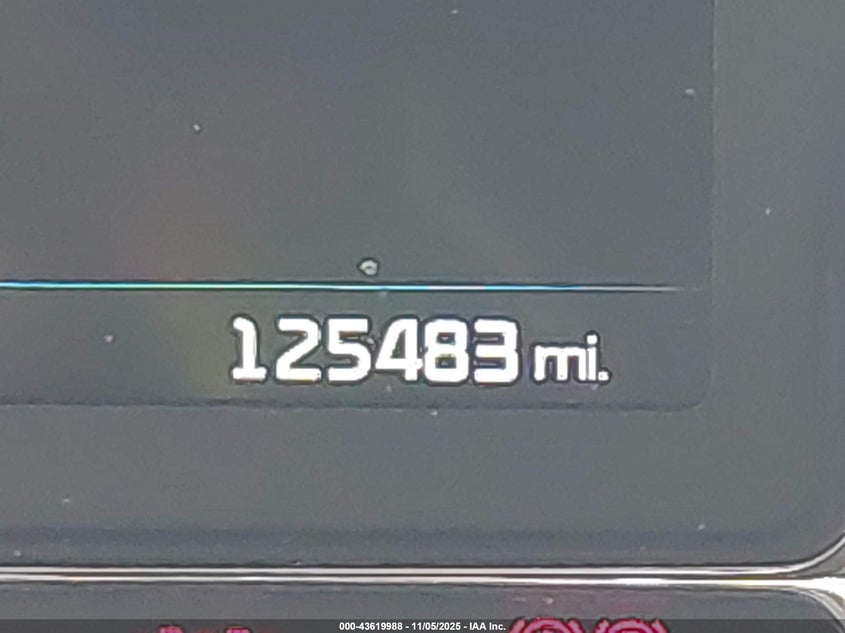 125483 mi.
000-43619988 - 11/05/2025 - IAA Inc.